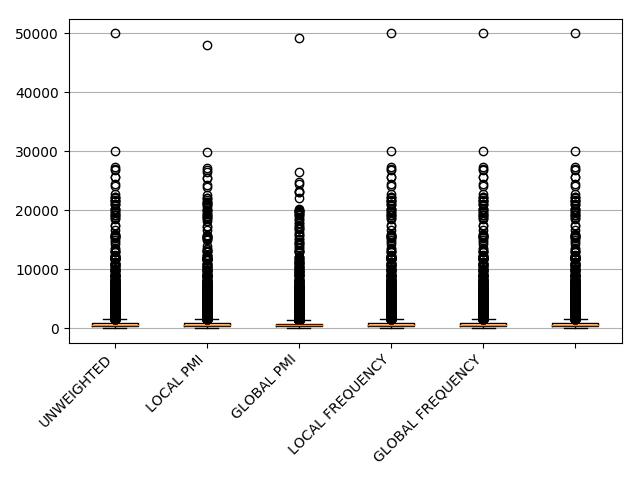 50000
40000
30000
20000
10000
0
UNWEIGHTED
LOCAL PMI
GLOBAL PMI
LOCAL FREQUENCY
GLOBAL FREQUENCY